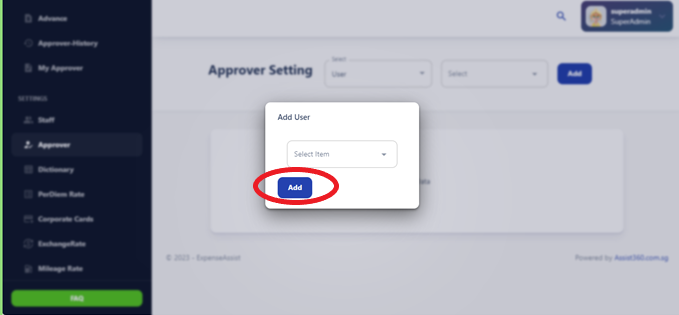 Advance
superadmin
SuperAdmin
Approver-History
My Approver
Approver Setting
Select
User
Select
Add
SETTINGS
Staff
Approver
Dictionary
PerDiem Rate
Corporate Cards
ExchangeRate
Mileage Rate
FAQ
Add User
Select Item
Add
© 2023 - ExpenseAssist
Powered by Assist360.com.sg